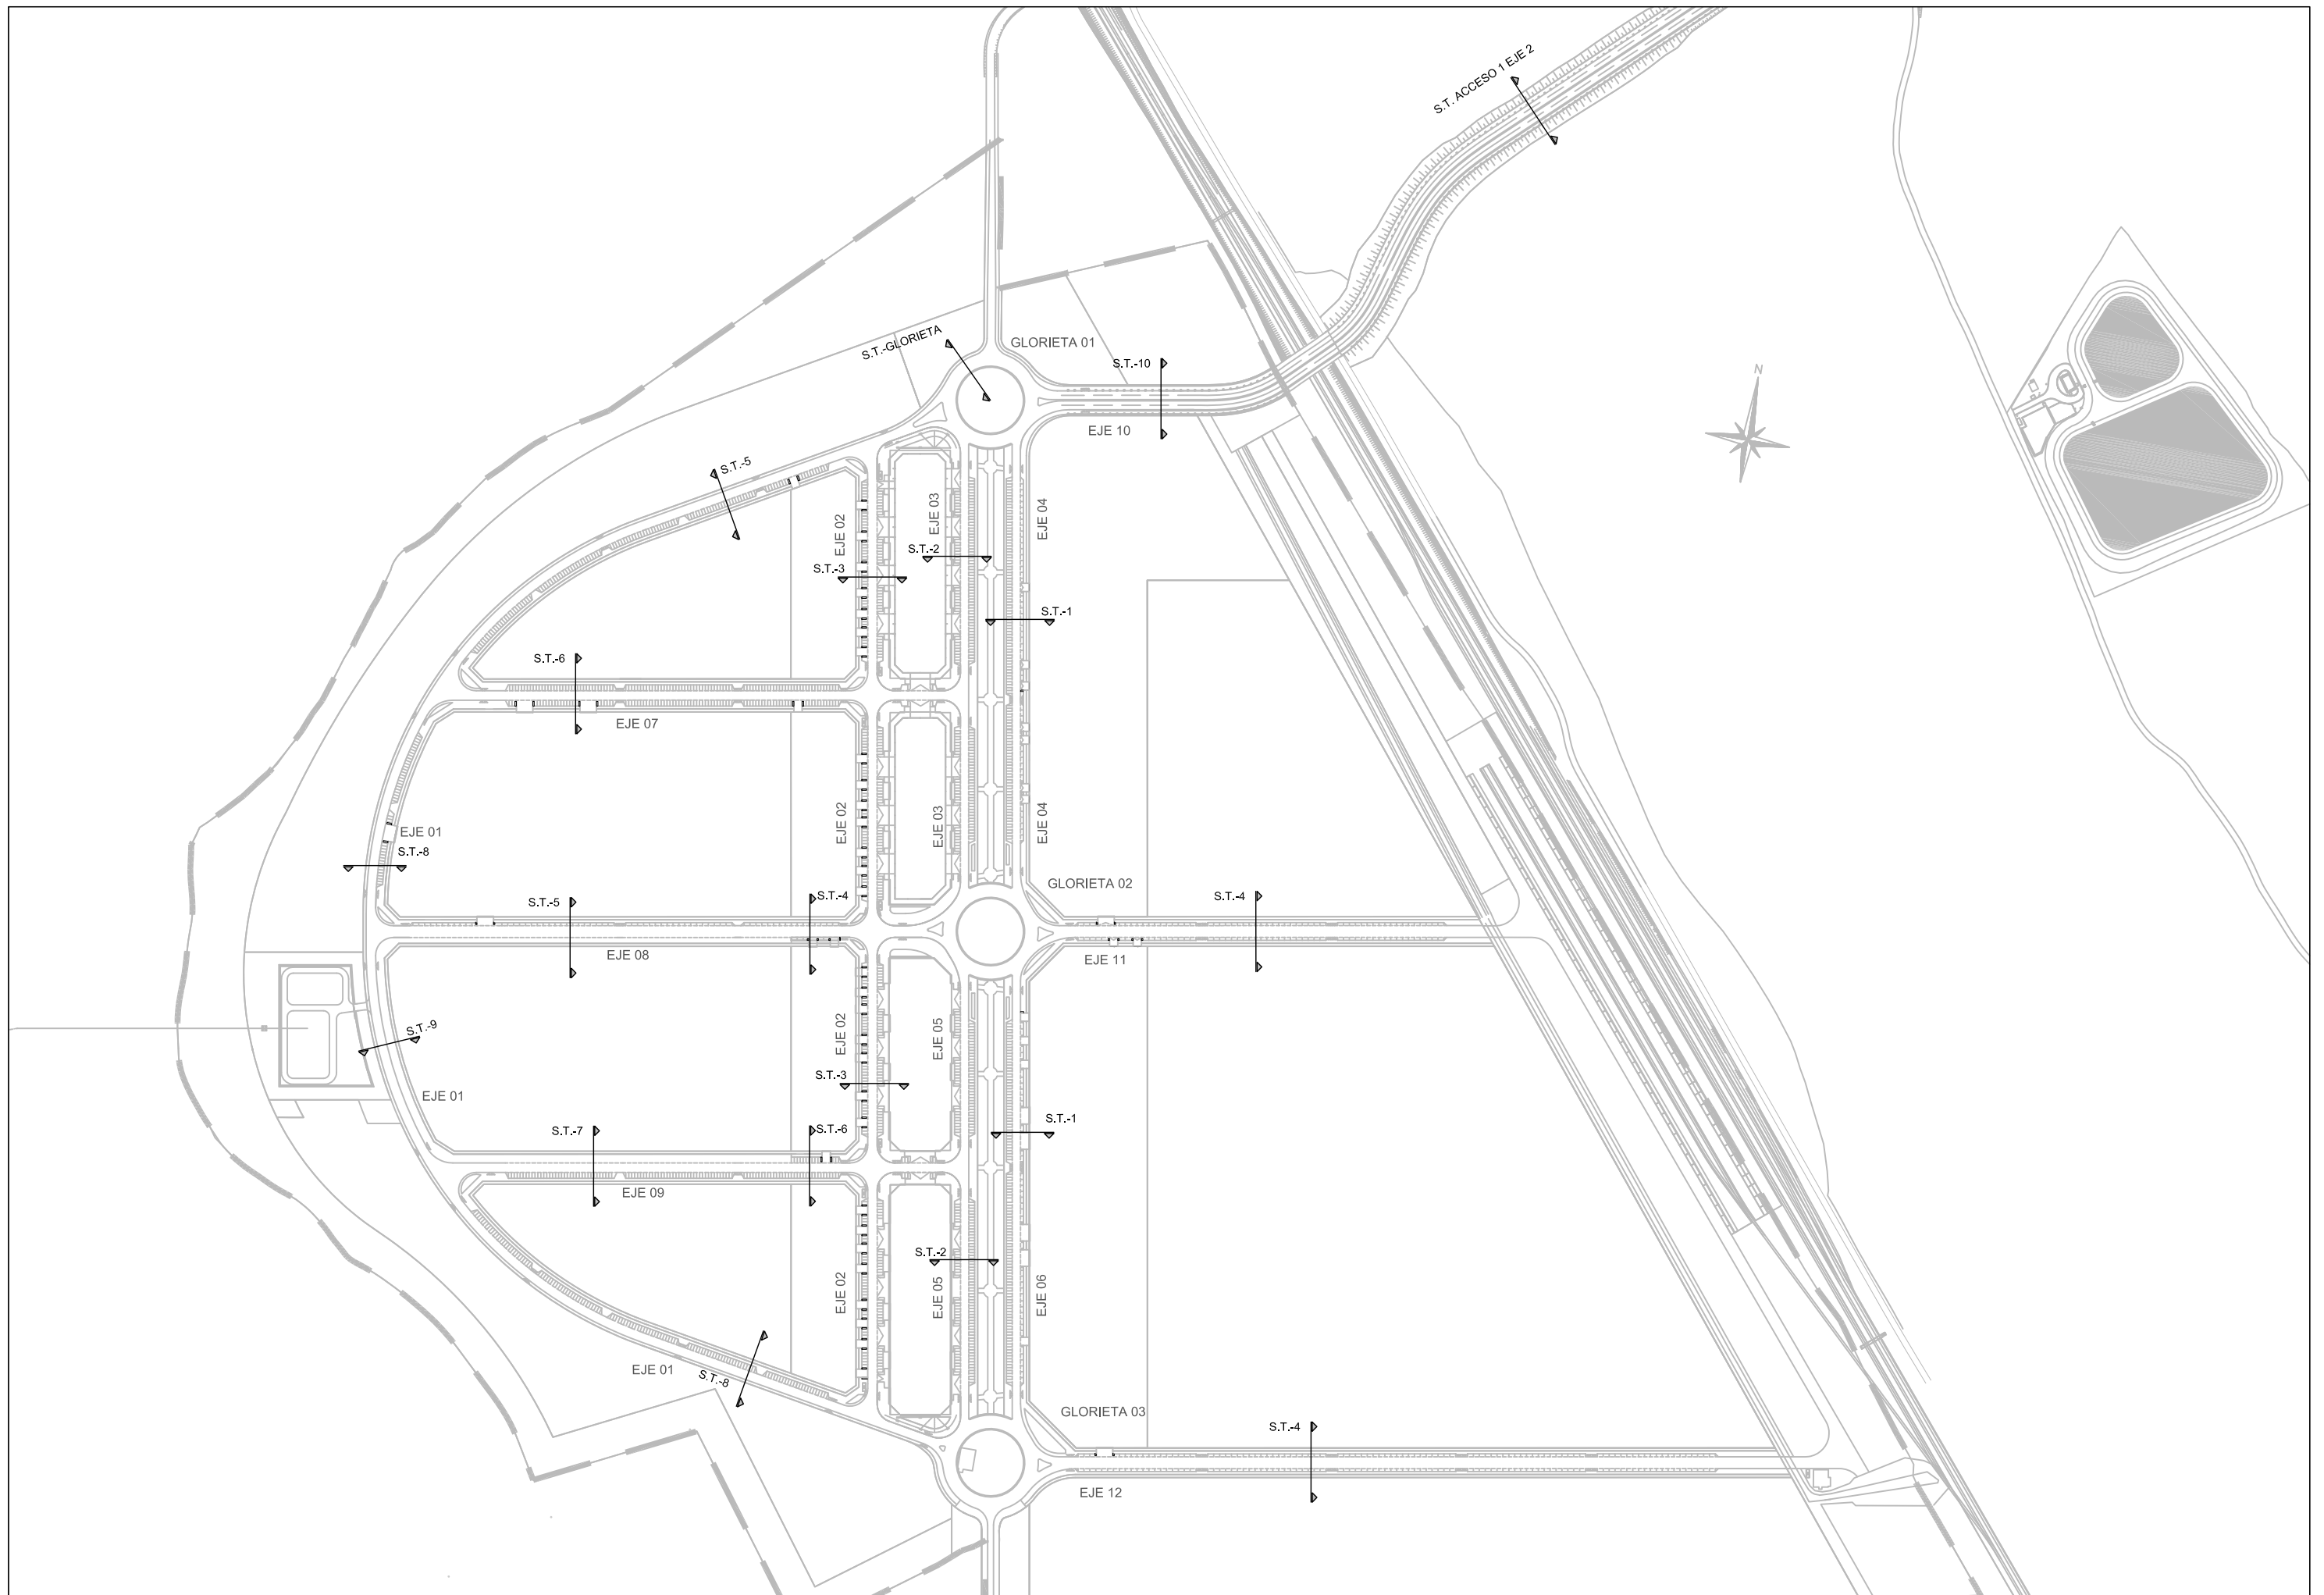 S.T. ACCESO 1 EJE 2
S.T.-GLORIETA
GLORIETA 01
S.T.-10
N
EJE 10
S.T.-5
EJE 02
EJE 03
EJE 04
S.T.-2
S.T.-3
S.T.-1
S.T.-6
EJE 07
EJE 01
EJE 02
EJE 03
EJE 04
S.T.-8
GLORIETA 02
S.T.-5
S.T.-4
S.T.-4
EJE 08
EJE 11
S.T.-9
EJE 02
EJE 05
S.T.-3
EJE 01
S.T.-1
S.T.-7
S.T.-6
EJE 09
S.T.-2
EJE 02
EJE 05
EJE 06
EJE 01
S.T.-8
GLORIETA 03
S.T.-4
EJE 12